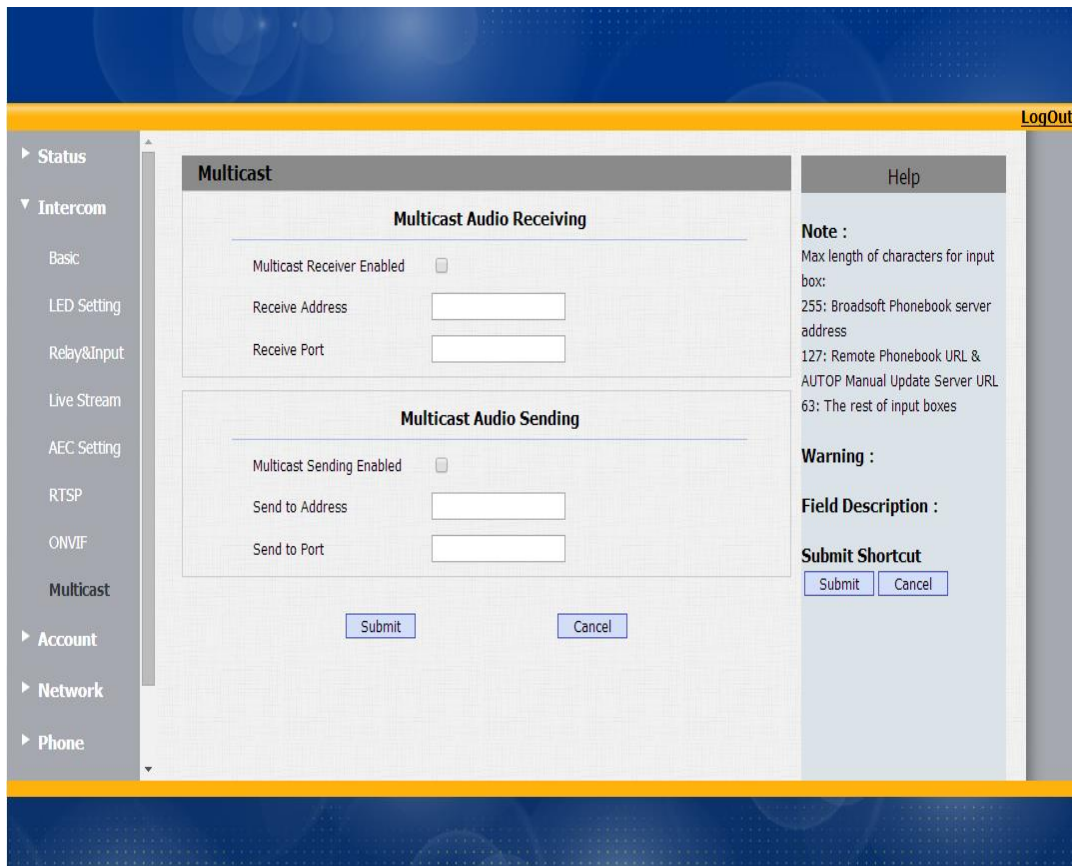 LogOut
Status
Intercom
Basic
LED Setting
Relay&Input
Live Stream
AEC Setting
RTSP
ONVIF
Multicast
Account
Network
Phone
Multicast
Multicast Audio Receiving
Multicast Receiver Enabled
Receive Address
Receive Port
Multicast Audio Sending
Multicast Sending Enabled
Send to Address
Send to Port
Submit Cancel
Help
Note :
Max length of characters for input
box:
255: Broadsoft Phonebook server
address
127: Remote Phonebook URL &
AUTOP Manual Update Server URL
63: The rest of input boxes
Warning :
Field Description :
Submit Shortcut
Submit Cancel